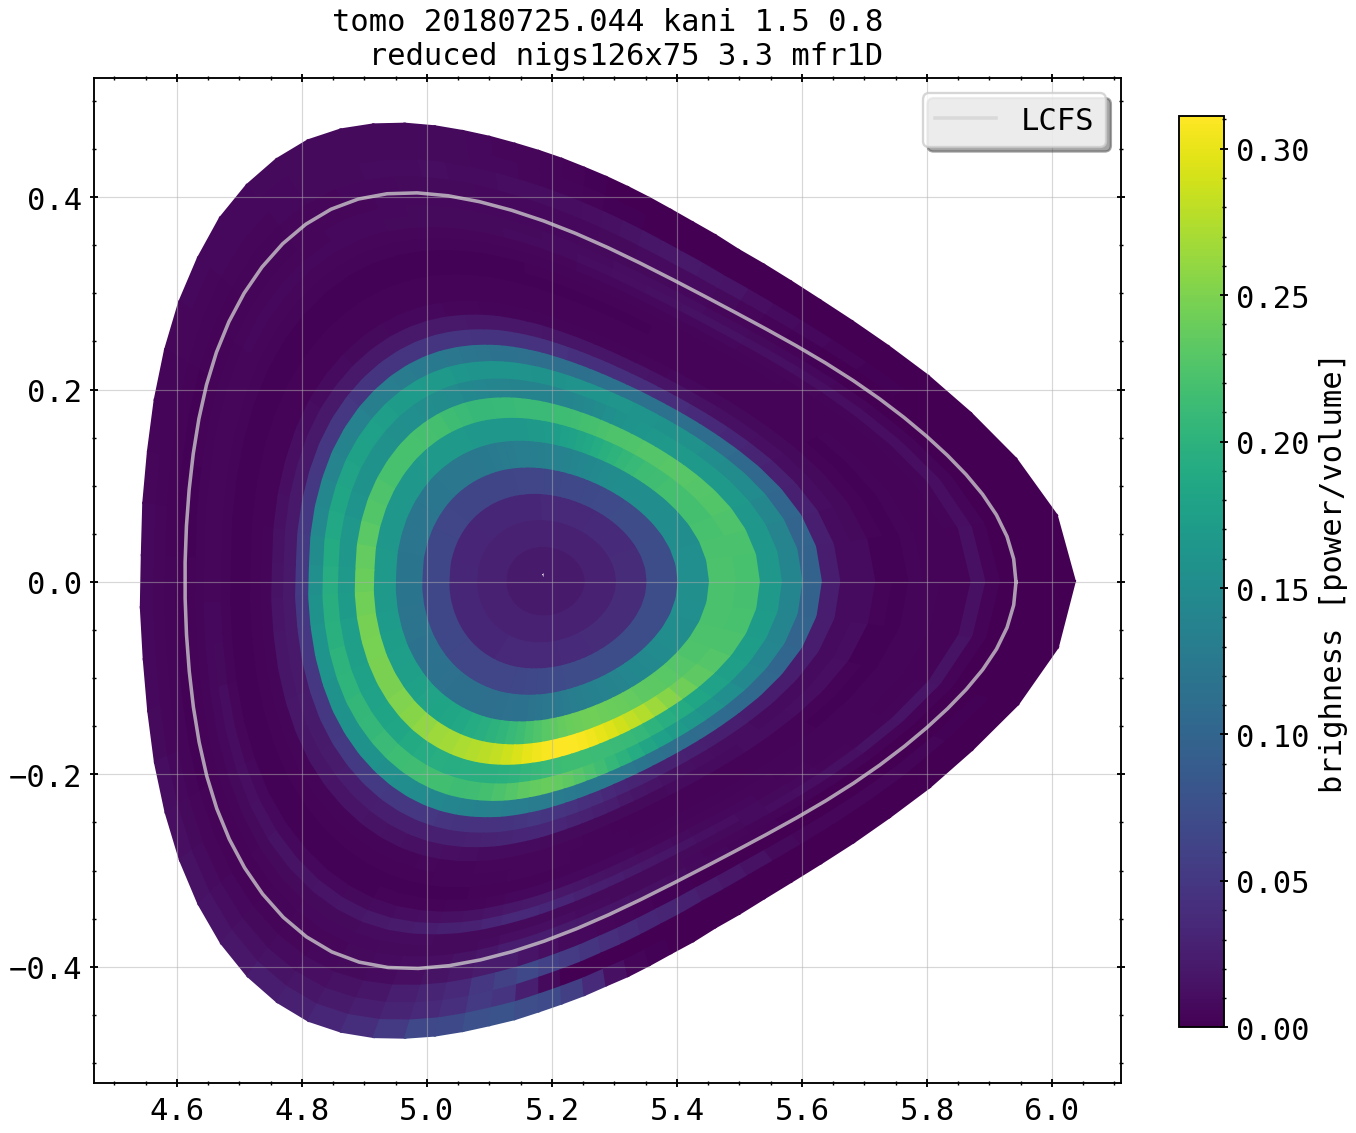 tomo 20180725.044 kani 1.5 0.8
reduced nigs126x75 3.3 mfr1D
LCFS
0.4
0.2
0.0
−0.2
−0.4
4.6 4.8 5.0 5.2 5.4 5.6 5.8 6.0
0.30
0.25
0.20
0.15
0.10
0.05
0.00
brighness [power/volume]